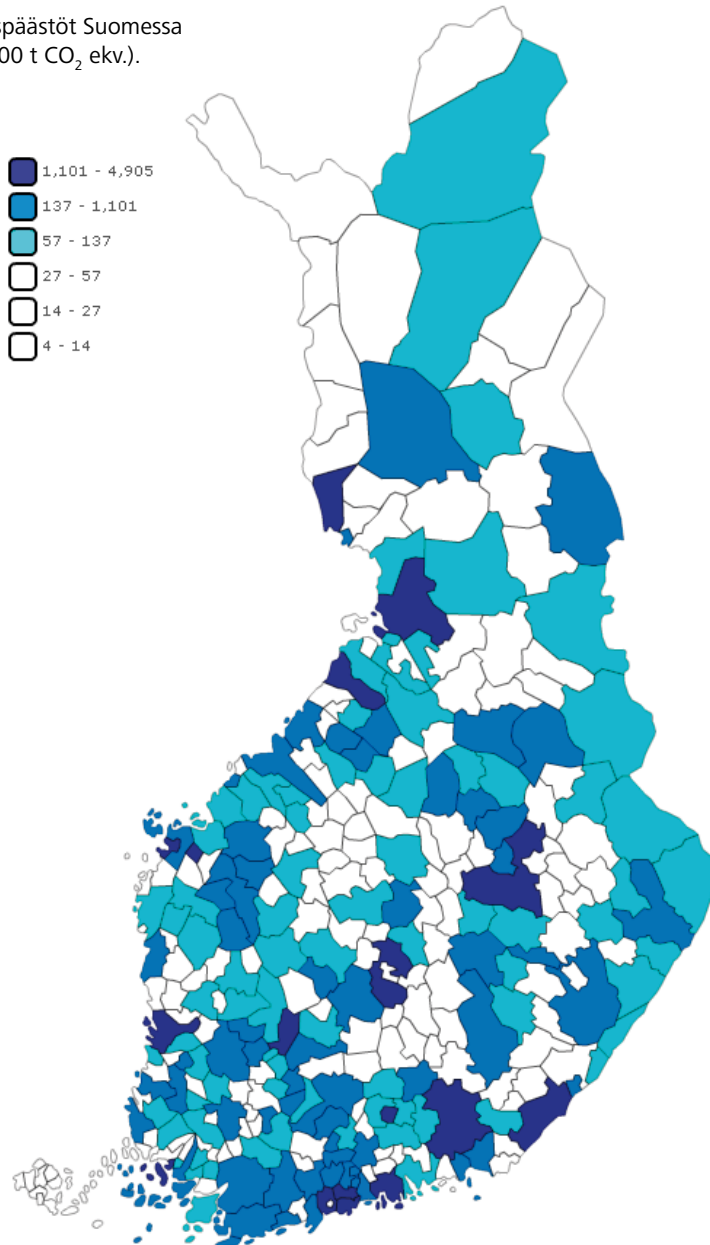 späästöt Suomessa
00 t CO₂ ekv.).
1,101 - 4,905
137 - 1,101
57 - 137
27 - 57
14 - 27
4 - 14